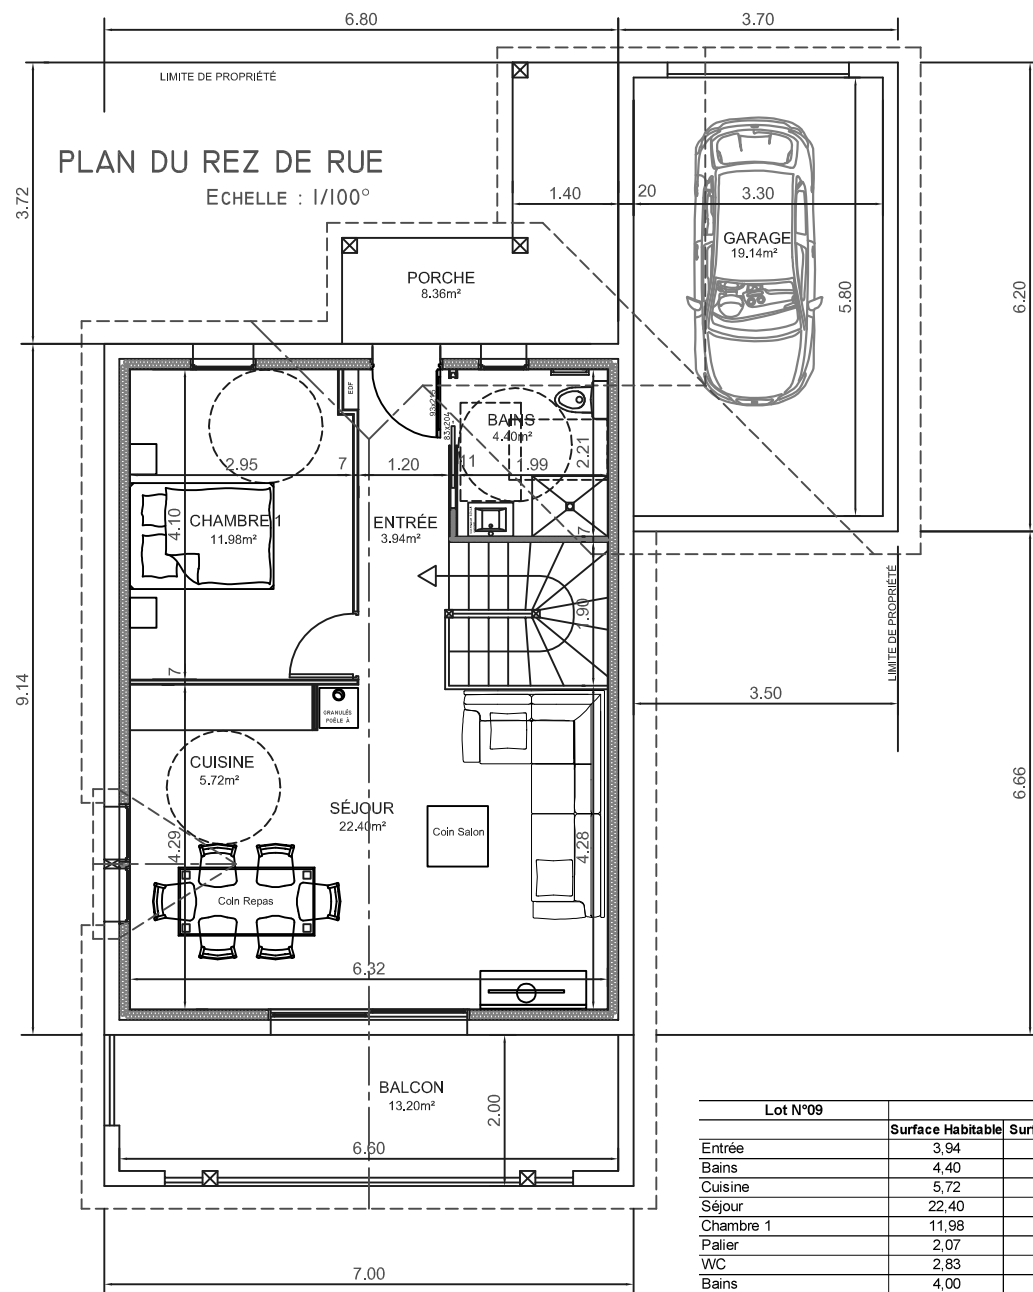 6.80
3.70
LIMITE DE PROPRIÉTÉ
PLAN DU REZ DE RUE
ECHELLE : 1/100°
3.72
1.40
20
3.30
GARAGE
19.14m²
PORCHE
8.36m²
5.80
6.20
EDF
93x215
83x204
BAINS
4.40m²
2.21
2.95
7
1.20
11
1.99
4.10
CHAMBRE 1
11.98m²
ENTRÉE
3.94m²
7
1.90
LIMITE DE PROPRIÉTÉ
7
9.14
3.50
GRANULÉS
POÊLE À
CUISINE
5.72m²
6.66
SÉJOUR
22.40m²
Coin Salon
4.29
4.28
Coin Repas
6.32
BALCON
13.20m²
2.00
6.60
7.00
Lot N°09
Surface Habitable Surf
Entrée 3,94
Bains 4,40
Cuisine 5,72
Séjour 22,40
Chambre 1 11,98
Palier 2,07
WC 2,83
Bains 4,00